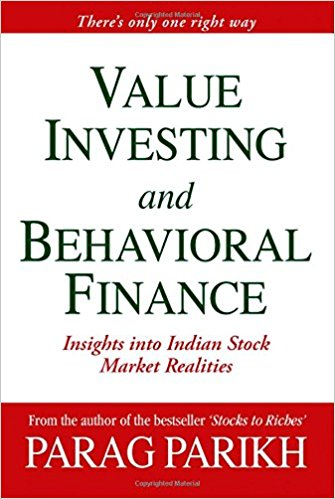 There's only one right way
VALUE
INVESTING
and
BEHAVIORAL
FINANCE
Insights into Indian Stock
Market Realities
From the author of the bestseller 'Stocks to Riches'
PARAG PARIKH